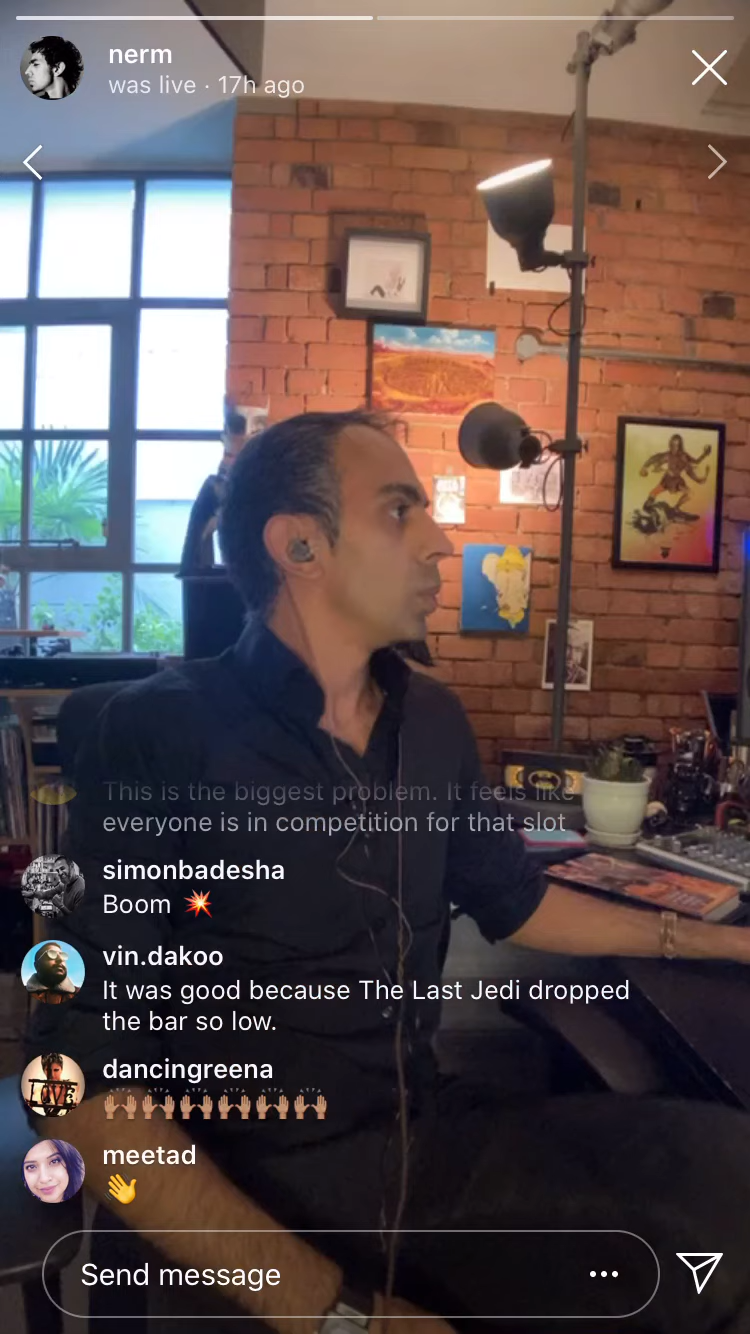 nerm
was live · 17h ago
This is the biggest problem. It feels like
everyone is in competition for that slot
simonbadesha
Boom 💥
vin.dakoo
It was good because The Last Jedi dropped
the bar so low.
dancingreena
🙌🏽🙌🏽🙌🏽🙌🏽🙌🏽🙌🏽
meetad
👋
Send message